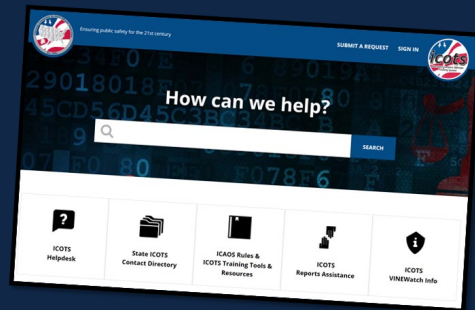 Ensuring public safety for the 21st century
SUBMIT A REQUEST SIGN IN
icots
How can we help?
SEARCH
ICOTS
Helpdesk
State ICOTS
Contact Directory
ICAOS Rules &
ICOTS Training Tools &
Resources
ICOTS
Reports Assistance
ICOTS
VINEWatch Info